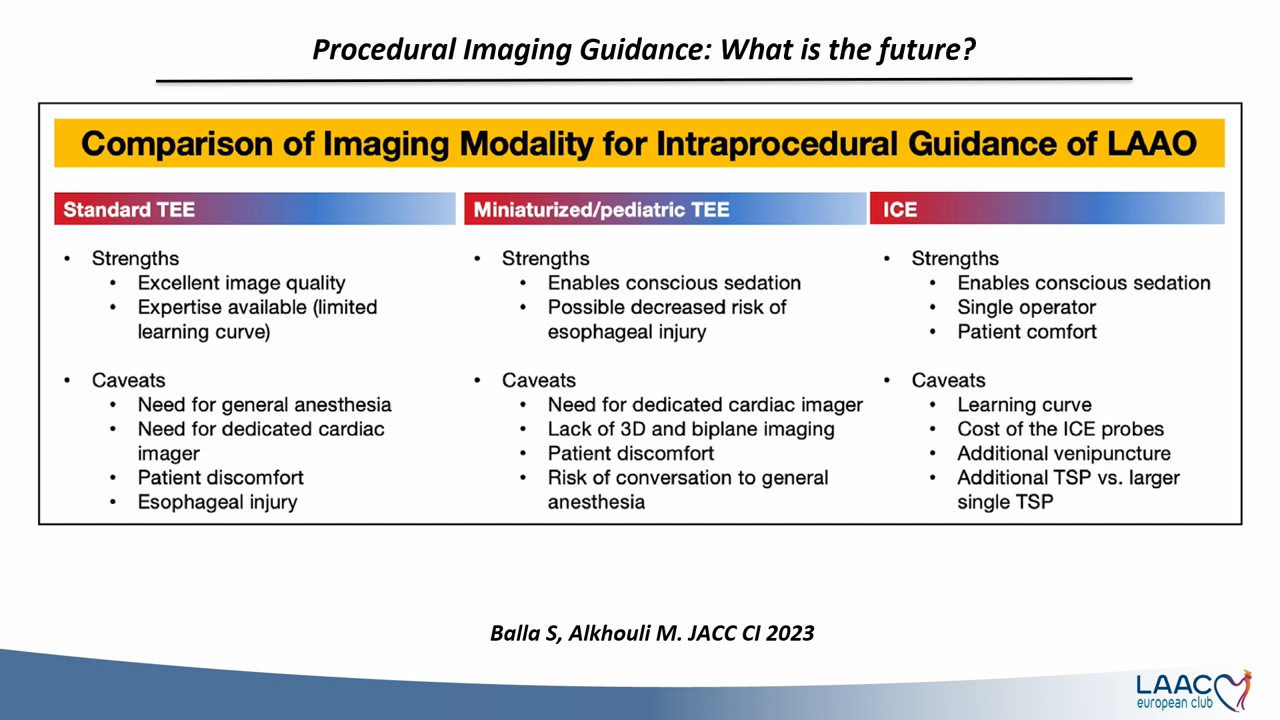 Procedural Imaging Guidance: What is the future?
Comparison of Imaging Modality for Intraprocedural Guidance of LAAO
Standard TEE
• Strengths
• Excellent image quality
• Expertise available (limited
learning curve)
• Caveats
• Need for general anesthesia
• Need for dedicated cardiac
imager
• Patient discomfort
• Esophageal injury
Miniaturized/pediatric TEE
• Strengths
• Enables conscious sedation
• Possible decreased risk of
esophageal injury
• Caveats
• Need for dedicated cardiac imager
• Lack of 3D and biplane imaging
• Patient discomfort
• Risk of conversation to general
anesthesia
ICE
• Strengths
• Enables conscious sedation
• Single operator
• Patient comfort
• Caveats
• Learning curve
• Cost of the ICE probes
• Additional venipuncture
• Additional TSP vs. larger
single TSP
Balla S, Alkhouli M. JACC CI 2023
LAAC
european club